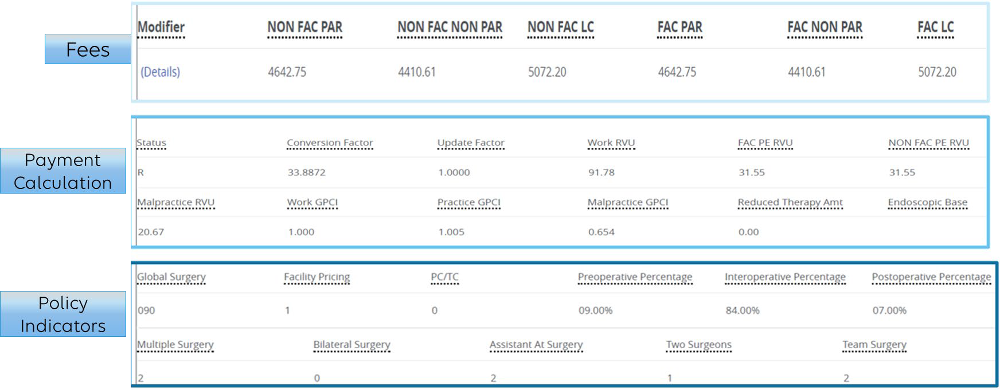 Fees
Modifier NON FAC PAR NON FAC NON PAR NON FAC LC FAC PAR FAC NON PAR FAC LC
(Details) 4642.75 4410.61 5072.20 4642.75 4410.61 5072.20
Payment
Calculation
Status Conversion Factor Update Factor Work RVU FAC PE RVU NON FAC PE RVU
R 33.8872 1.0000 91.78 31.55 31.55
Malpractice RVU Work GPCI Practice GPCI Malpractice GPCI Reduced Therapy Amt Endoscopic Base
20.67 1.000 1.005 0.654 0.00
Policy
Indicators
Global Surgery Facility Pricing PC/TC Preoperative Percentage Interoperative Percentage Postoperative Percentage
090 1 0 09.00% 84.00% 07.00%
Multiple Surgery Bilateral Surgery Assistant At Surgery Two Surgeons Team Surgery
2 0 2 1 2